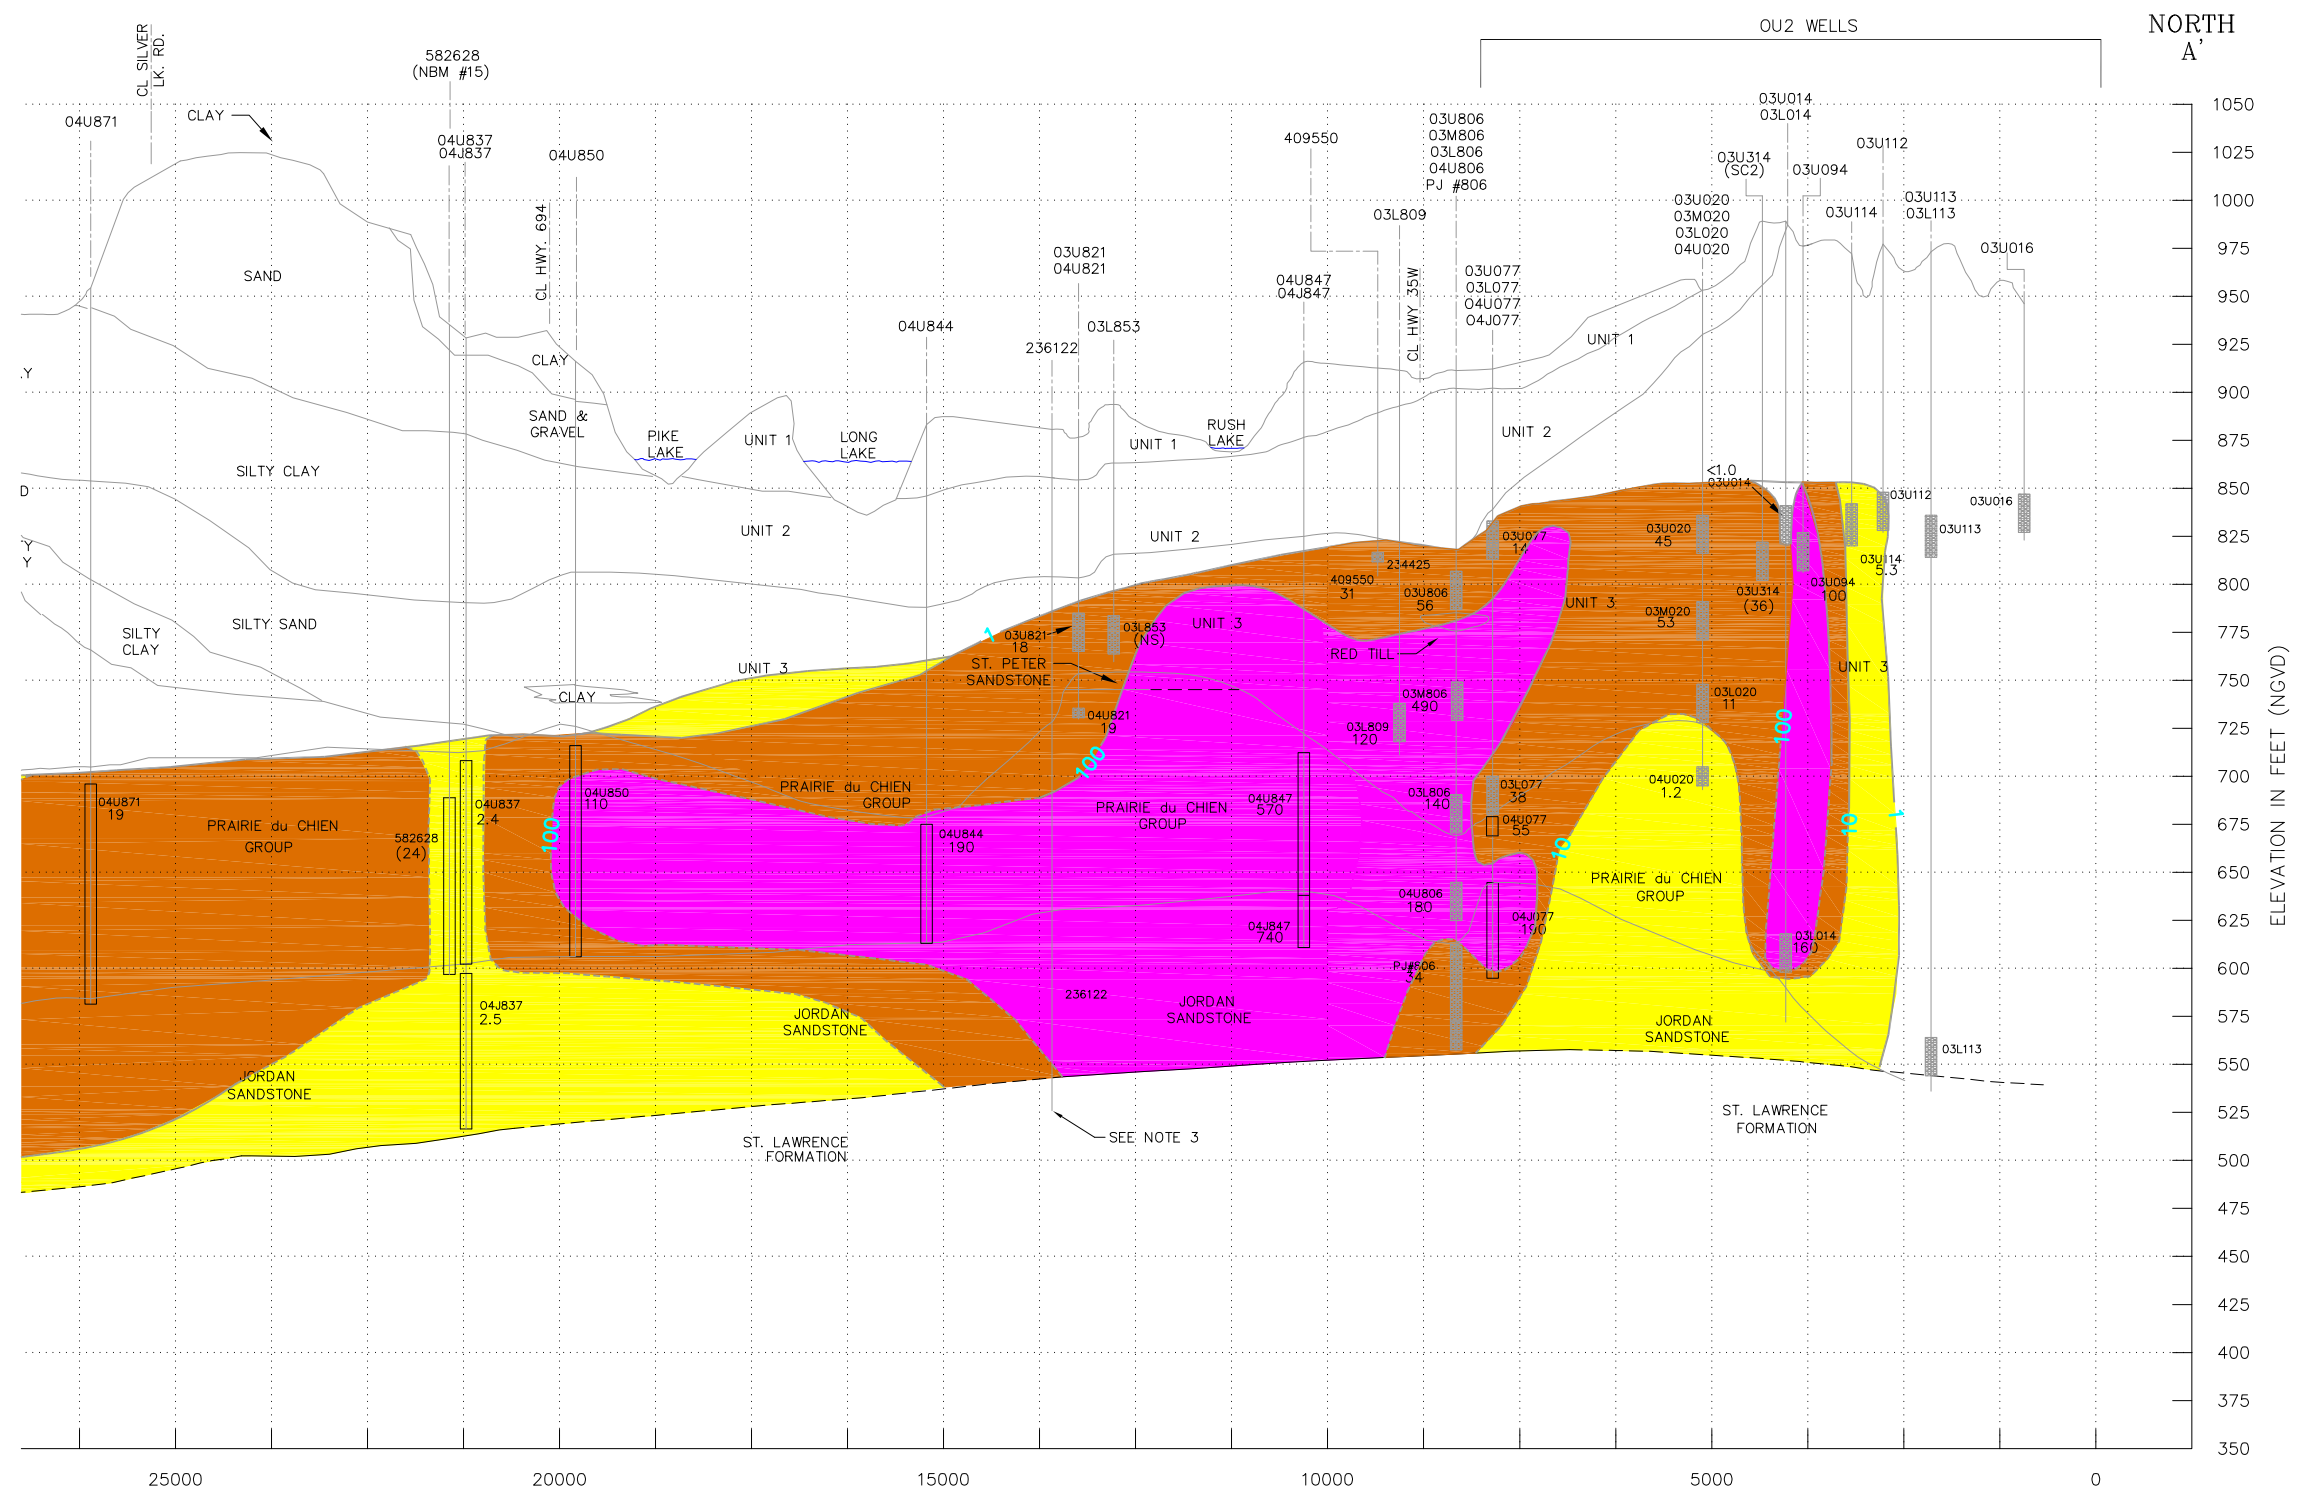 OU2 WELLS
NORTH
A'
CL SILVER
LK. RD.
582628
(NBM #15)
04U871
CLAY
04U837
04J837
04U850
CL HWY. 694
03U821
04U821
04U844
236122
03L853
409550
04U847
04J847
03U806
03M806
03L806
04U806
PJ #806
03L809
CL HWY 35W
03U077
03L077
04U077
04J077
03U020
03M020
03L020
04U020
03U314
(SC2)
03U014
03L014
03U094
03U112
03U114
03U113
03L113
03U016
1050
1025
1000
975
950
925
900
875
850
825
800
775
750
725
700
675
650
625
600
575
550
525
500
475
450
425
400
375
350
ELEVATION IN FEET (NGVD)
SAND
CLAY
SAND &
GRAVEL
PIKE
LAKE
UNIT 1
LONG
LAKE
UNIT 1
RUSH
LAKE
UNIT 1
UNIT 2
SILTY CLAY
UNIT 2
UNIT 2
SILTY SAND
SILTY
CLAY
Y
D
Y
Y
UNIT 3
CLAY
<1.0
03U014
03U112
03U016
03U113
03U020
45
03U077
14
03U114
5.3
234425
409550
31
03U806
56
03U094
100
03U314
(36)
UNIT 3
03M020
53
UNIT 3
1
03U821
18
03L853
(NS)
ST. PETER
SANDSTONE
RED TILL
UNIT 3
03M806
490
03L020
11
04U821
19
03L809
120
100
100
PRAIRIE du CHIEN
GROUP
04U850
110
04U847
570
03L806
140
03L077
38
04U020
1.2
04U871
19
PRAIRIE du CHIEN
GROUP
582628
(24)
04U837
2.4
100
04U844
190
PRAIRIE du CHIEN
GROUP
04U077
55
10
10
1
PRAIRIE du CHIEN
GROUP
04U806
180
04J077
190
04J847
740
03L014
160
PJ#806
34
236122
JORDAN
SANDSTONE
04J837
2.5
JORDAN
SANDSTONE
JORDAN
SANDSTONE
03L113
JORDAN
SANDSTONE
ST. LAWRENCE
FORMATION
SEE NOTE 3
ST. LAWRENCE
FORMATION
25000
20000
15000
10000
5000
0